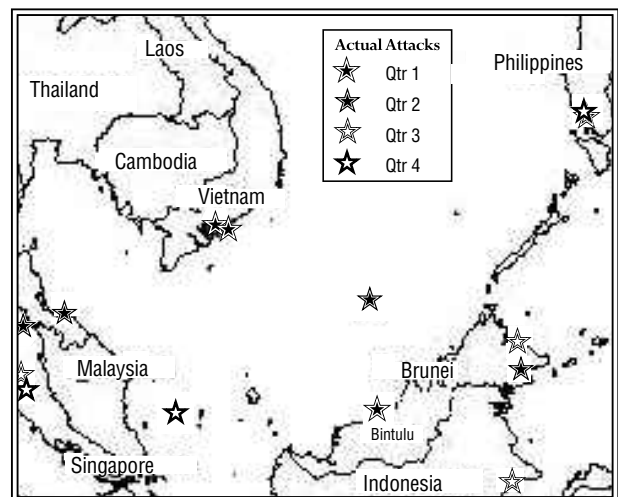 Laos
Thailand
Cambodia
Vietnam
Actual Attacks
Qtr 1
Qtr 2
Qtr 3
Qtr 4
Philippines
Malaysia
Brunei
Bintulu
Singapore
Indonesia